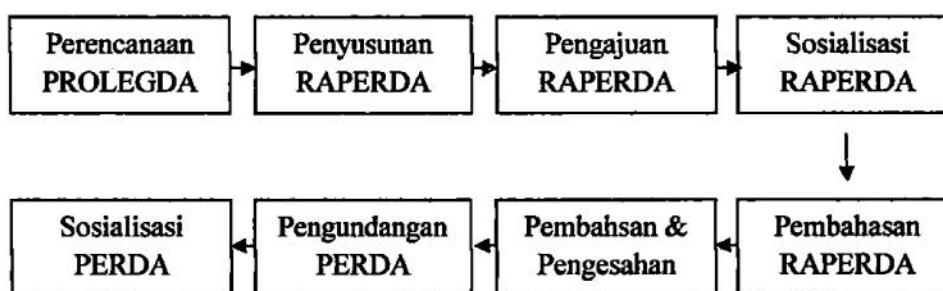 Perencanaan
PROLEGDA
Penyusunan
RAPERDA
Pengajuan
RAPERDA
Sosialisasi
RAPERDA
Pembahasan
RAPERDA
Pembahsan &
Pengesahan
Pengundangan
PERDA
Sosialisasi
PERDA